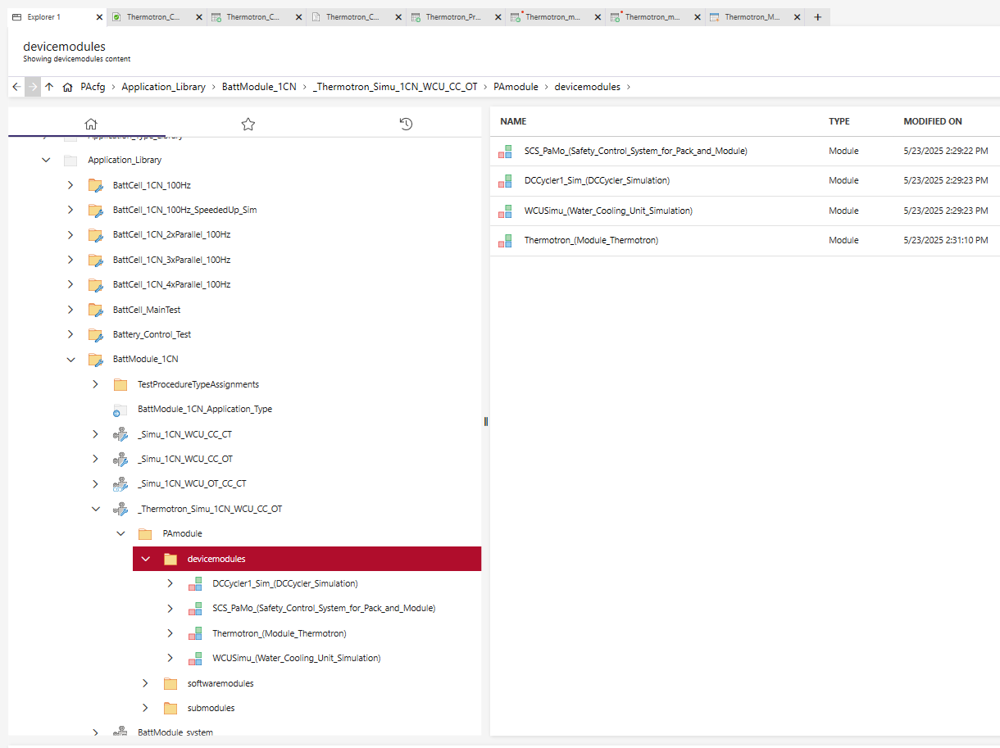 Explorer 1
Thermotron_C...
Thermotron_C...
Thermotron_C...
Thermotron_Pr...
Thermotron_m...
Thermotron_m...
Thermotron_M...
devicemodules
Showing devicemodules content
PAcfg > Application_Library > BattModule_1CN > _Thermotron_Simu_1CN_WCU_CC_OT > PAmodule > devicemodules >
Application_Type_Library
Application_Library
BattCell_1CN_100Hz
BattCell_1CN_100Hz_SpeededUp_Sim
BattCell_1CN_2xParallel_100Hz
BattCell_1CN_3xParallel_100Hz
BattCell_1CN_4xParallel_100Hz
BattCell_MainTest
Battery_Control_Test
BattModule_1CN
TestProcedureTypeAssignments
BattModule_1CN_Application_Type
_Simu_1CN_WCU_CC_CT
_Simu_1CN_WCU_CC_OT
_Simu_1CN_WCU_OT_CC_CT
_Thermotron_Simu_1CN_WCU_CC_OT
PAmodule
devicemodules
DCCycler1_Sim_(DCCycler_Simulation)
SCS_PaMo_(Safety_Control_System_for_Pack_and_Module)
Thermotron_(Module_Thermotron)
WCUSimu_(Water_Cooling_Unit_Simulation)
softwaremodules
submodules
BattModule_system
NAME TYPE MODIFIED ON
SCS_PaMo_(Safety_Control_System_for_Pack_and_Module) Module 5/23/2025 2:29:22 PM
DCCycler1_Sim_(DCCycler_Simulation) Module 5/23/2025 2:29:23 PM
WCUSimu_(Water_Cooling_Unit_Simulation) Module 5/23/2025 2:29:23 PM
Thermotron_(Module_Thermotron) Module 5/23/2025 2:31:10 PM